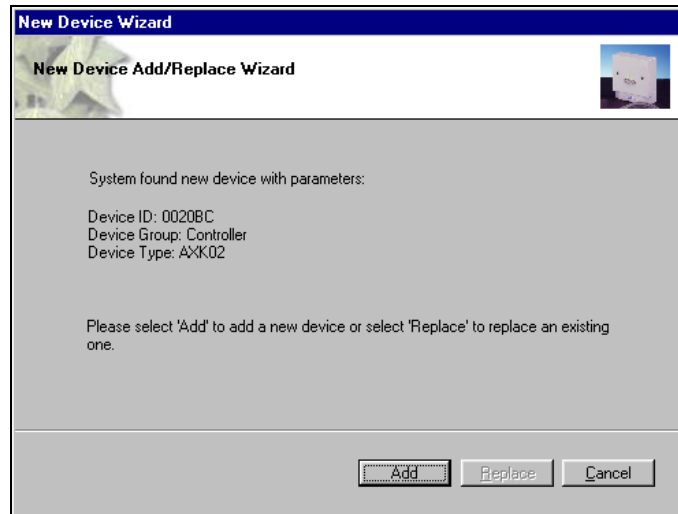 New Device Wizard
New Device Add/Replace Wizard
System found new device with parameters:
Device ID: 0020BC
Device Group: Controller
Device Type: AXK02
Please select 'Add' to add a new device or select 'Replace' to replace an existing
one.
Add Replace Cancel